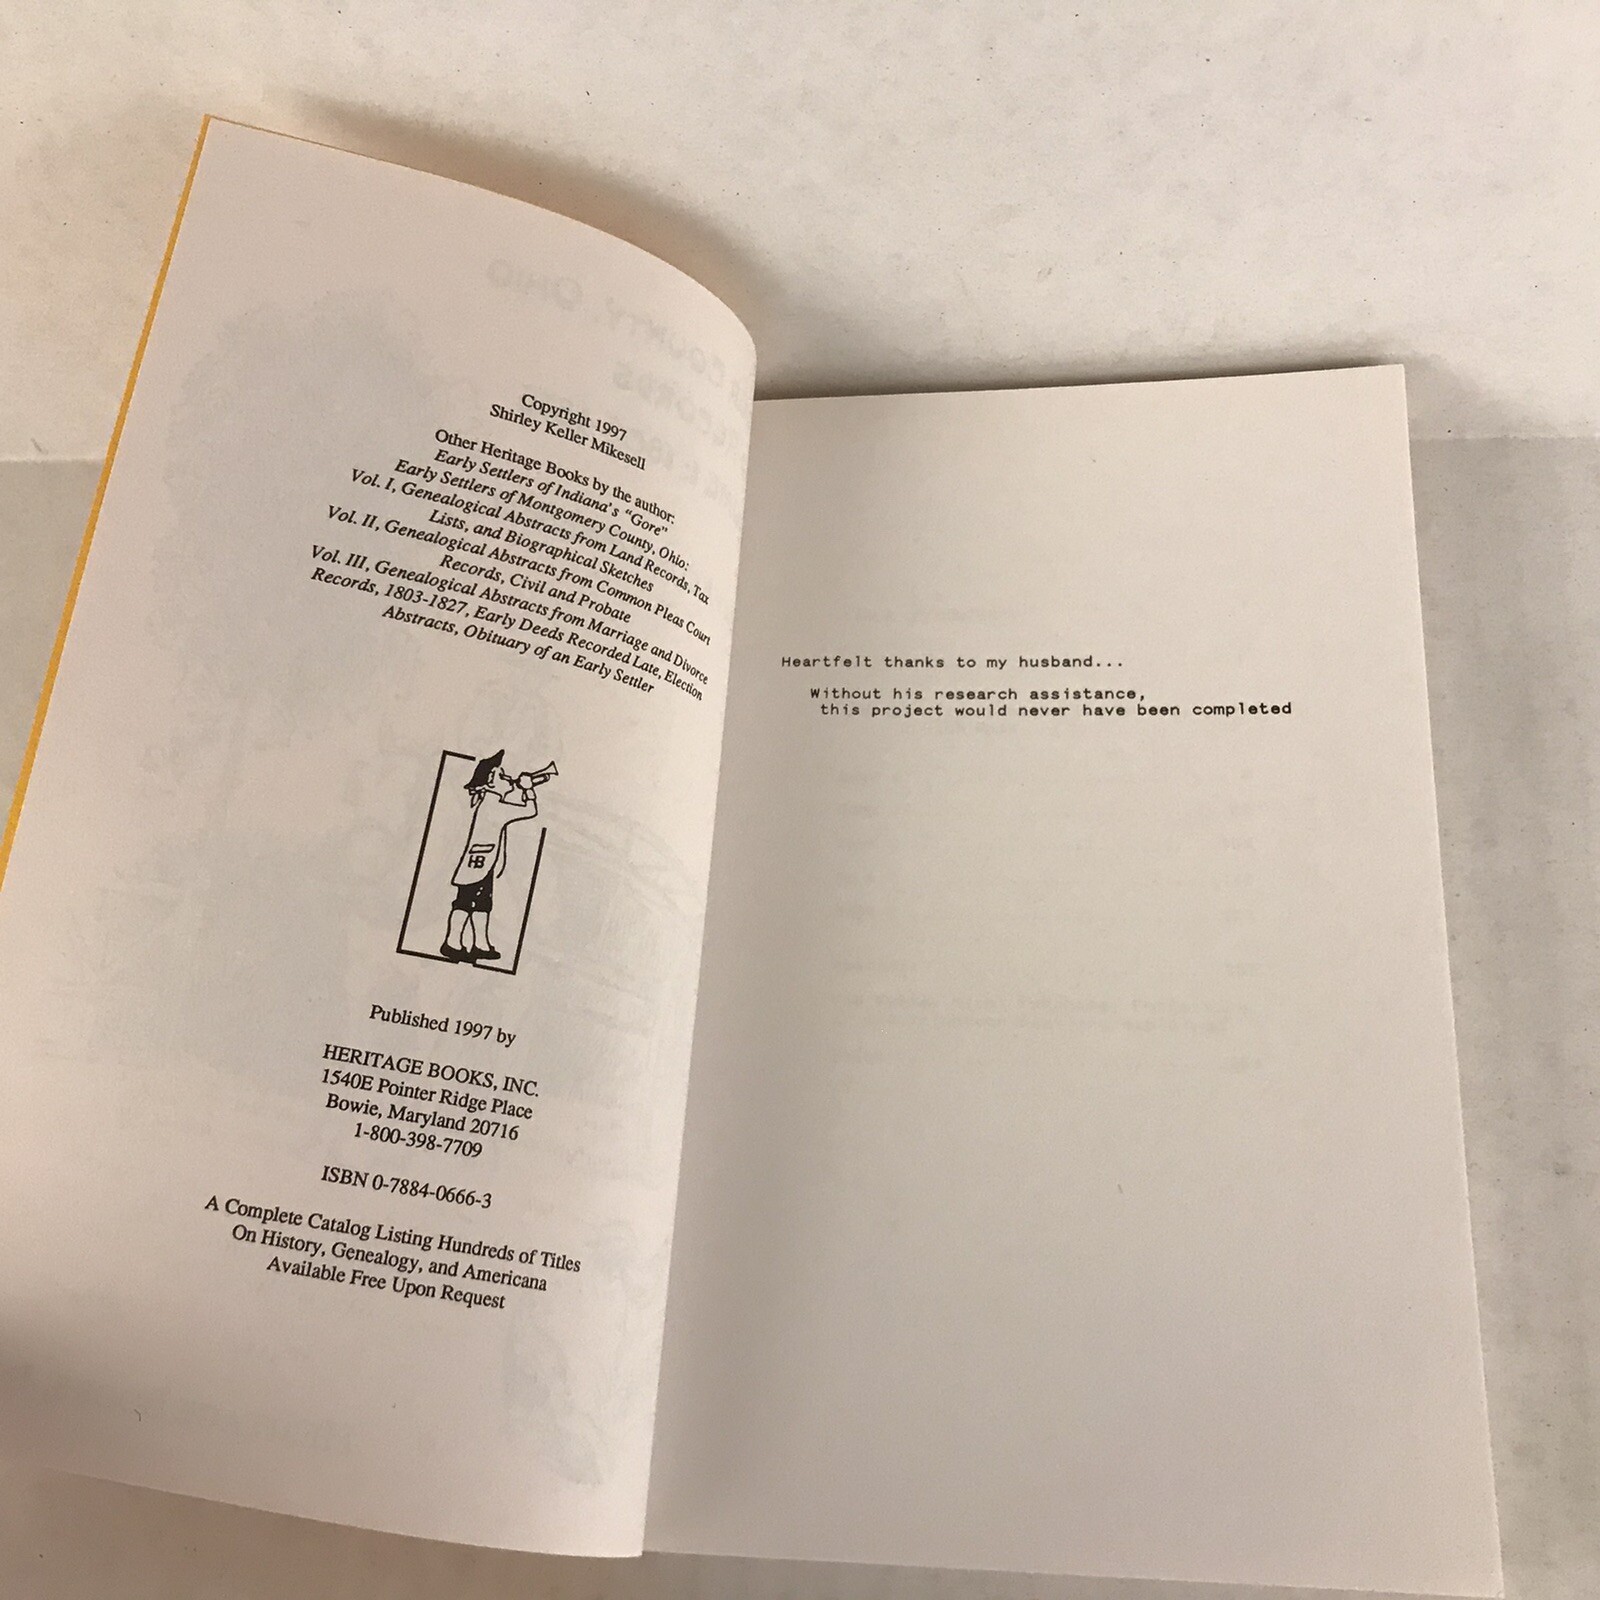 Copyright 1997
Shirley Keller Mikesell
Other Heritage Books by the author:
Early Settlers of Indiana's "Gore"
Early Settlers of Montgomery County, Ohio:
Vol. I, Genealogical Abstracts from Land Records, Tax
Lists, and Biographical Sketches
Vol. II, Genealogical Abstracts from Common Pleas Court
Records, Civil and Probate
Vol. III, Genealogical Abstracts from Marriage and Divorce
Records, 1803-1827, Early Deeds Recorded Late, Election
Abstracts, Obituary of an Early Settler
HB
Published 1997 by
HERITAGE BOOKS, INC.
1540E Pointer Ridge Place
Bowie, Maryland 20716
1-800-398-7709
ISBN 0-7884-0666-3
A Complete Catalog Listing Hundreds of Titles
On History, Genealogy, and Americana
Available Free Upon Request
Heartfelt thanks to my husband...
Without his research assistance,
this project would never have been completed